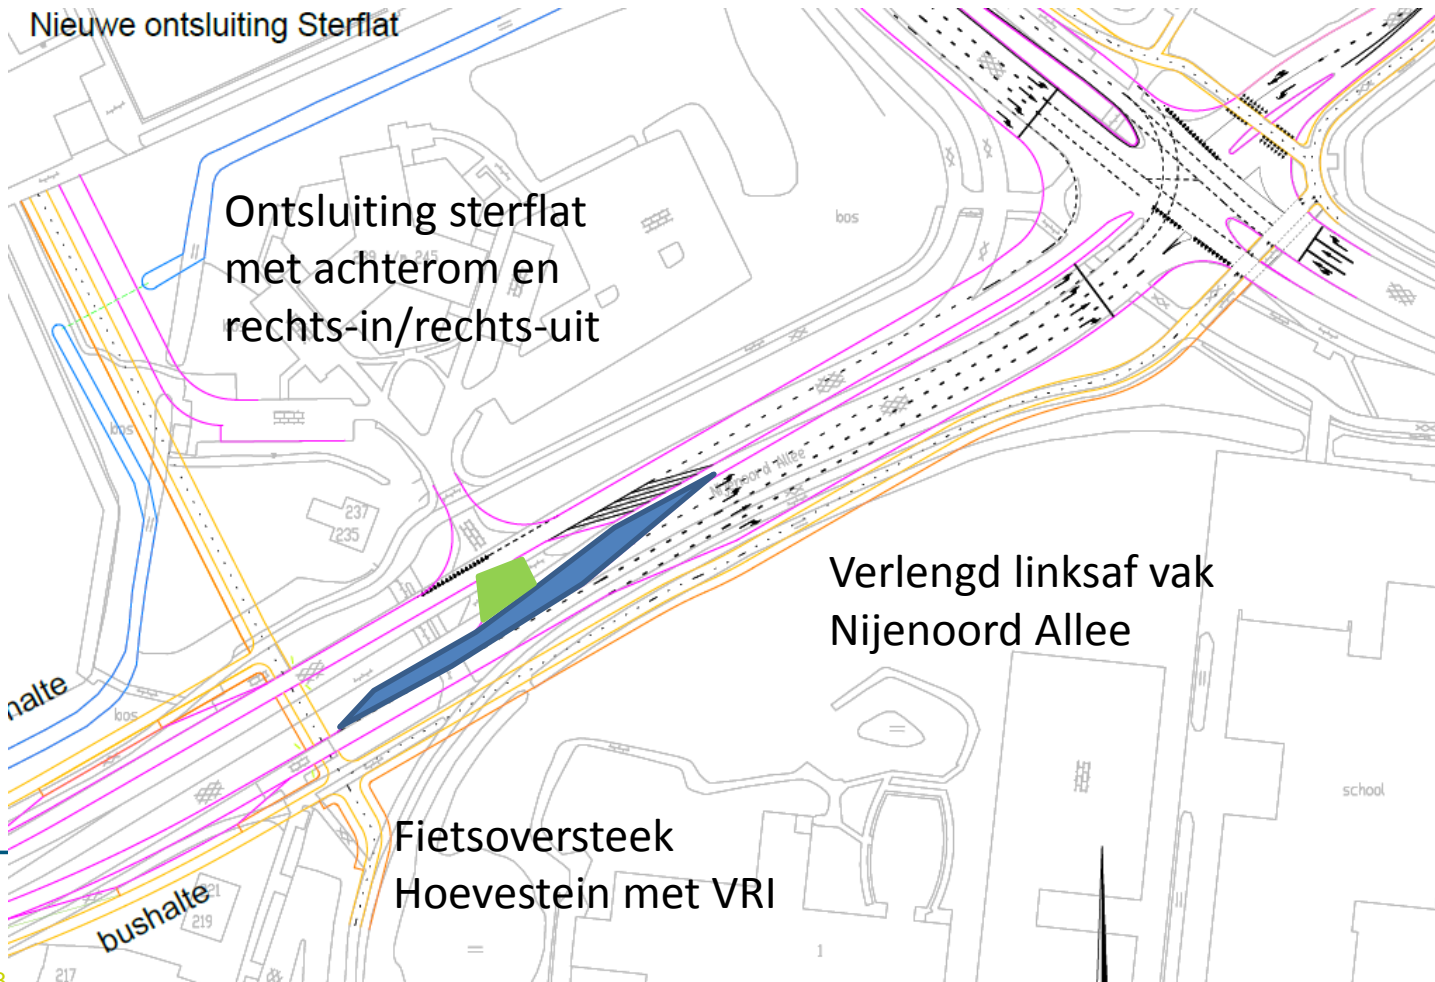 Nieuwe ontsluiting Sterflat
Ontsluiting sterflat
met achterom en
rechts-in/rechts-uit
bos
bos
237
235
Nijenoord Allee
Verlengd linksaf vak
Nijenoord Allee
halte
bos
school
Fietsoversteek
Hoevestein met VRI
bushalte
219
217
1